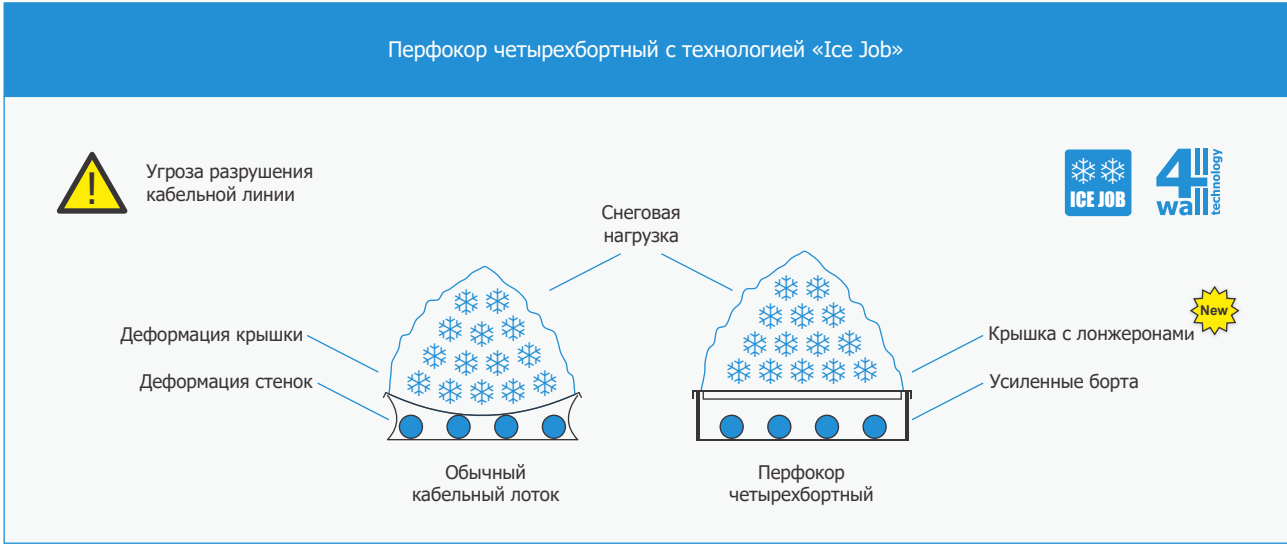 Перфокор четырехбортный с технологией «Ice Job»
Угроза разрушения
кабельной линии
ICE JOB
4
wall
technology
Снеговая
нагрузка
New
Деформация крышки
Деформация стенок
Крышка с лонжеронами
Усиленные борта
Обычный
кабельный лоток
Перфокор
четырехбортный